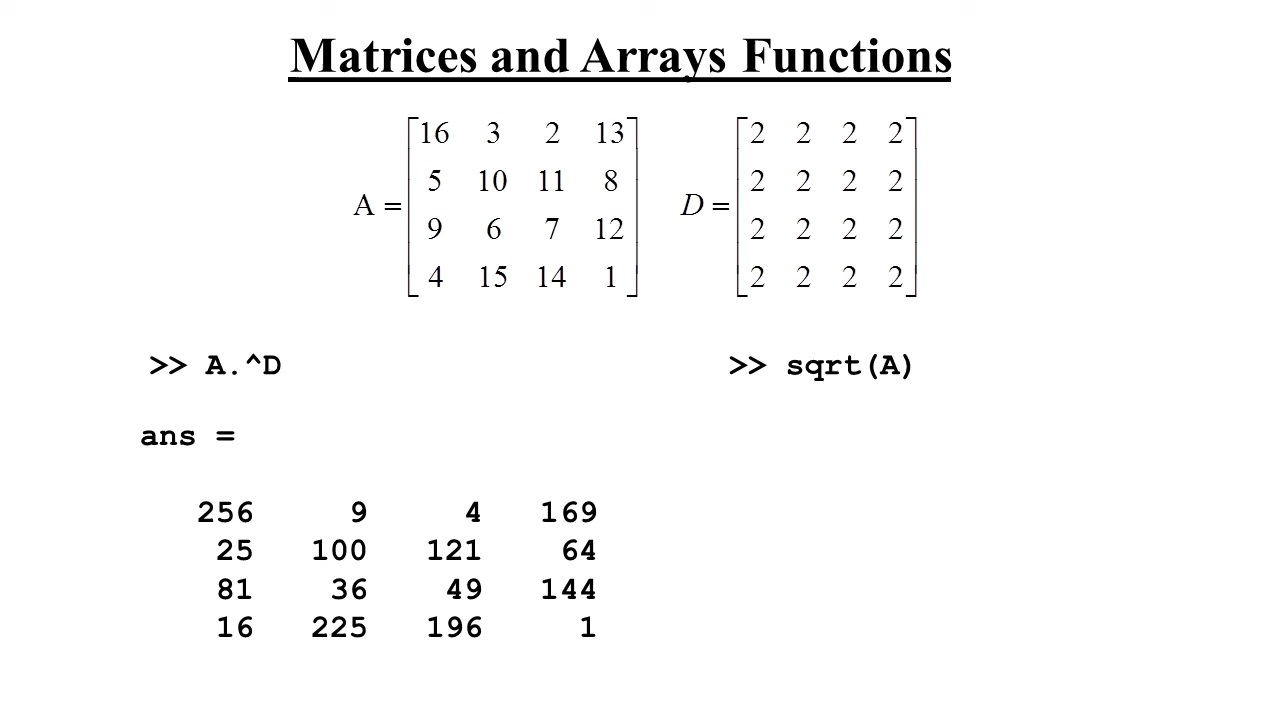 Matrices and Arrays Functions
A = [16 3 2 13
5 10 11 8
9 6 7 12
4 15 14 1]
D = [2 2 2 2
2 2 2 2
2 2 2 2
2 2 2 2]
>> A.^D
ans =
256 9 4 169
25 100 121 64
81 36 49 144
16 225 196 1
>> sqrt(A)